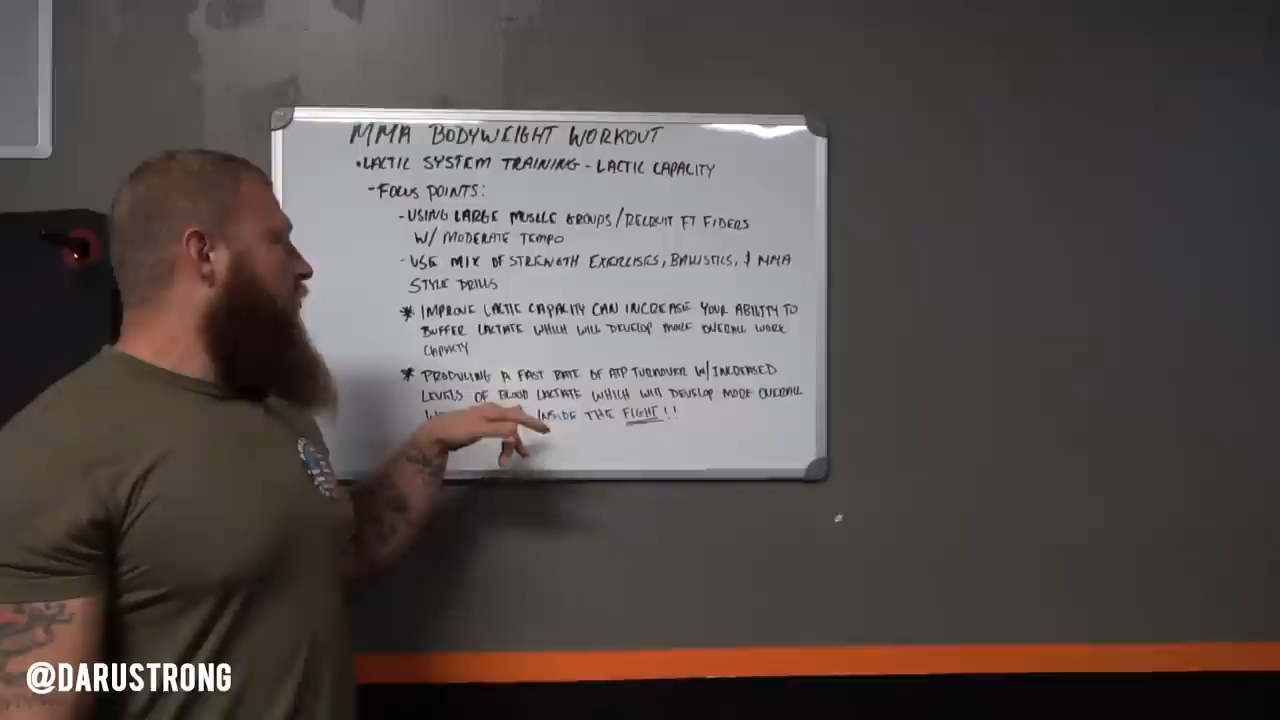 MMA BODYWEIGHT WORKOUT
•LACTIC SYSTEM TRAINING - LACTIC CAPACITY
-FOCUS POINTS:
-USING LARGE MUSCLE GROUPS/RECRUIT FT FIBERS
W/ MODERATE TEMPO
-USE MIX OF STRENGTH EXERCISES, BALLISTICS, & MMA
STYLE DRILLS
* IMPROVE LACTIC CAPACITY CAN INCREASE YOUR ABILITY TO
BUFFER LACTATE WHICH WILL DEVELOP MORE OVERALL WORK
CAPACITY
* PRODUCING A FAST RATE OF ATP TURNOVER W/ INCREASED
LEVELS OF BLOOD LACTATE WHICH WILL DEVELOP MORE OVERALL
INSIDE THE FIGHT!!
@DARUSTRONG